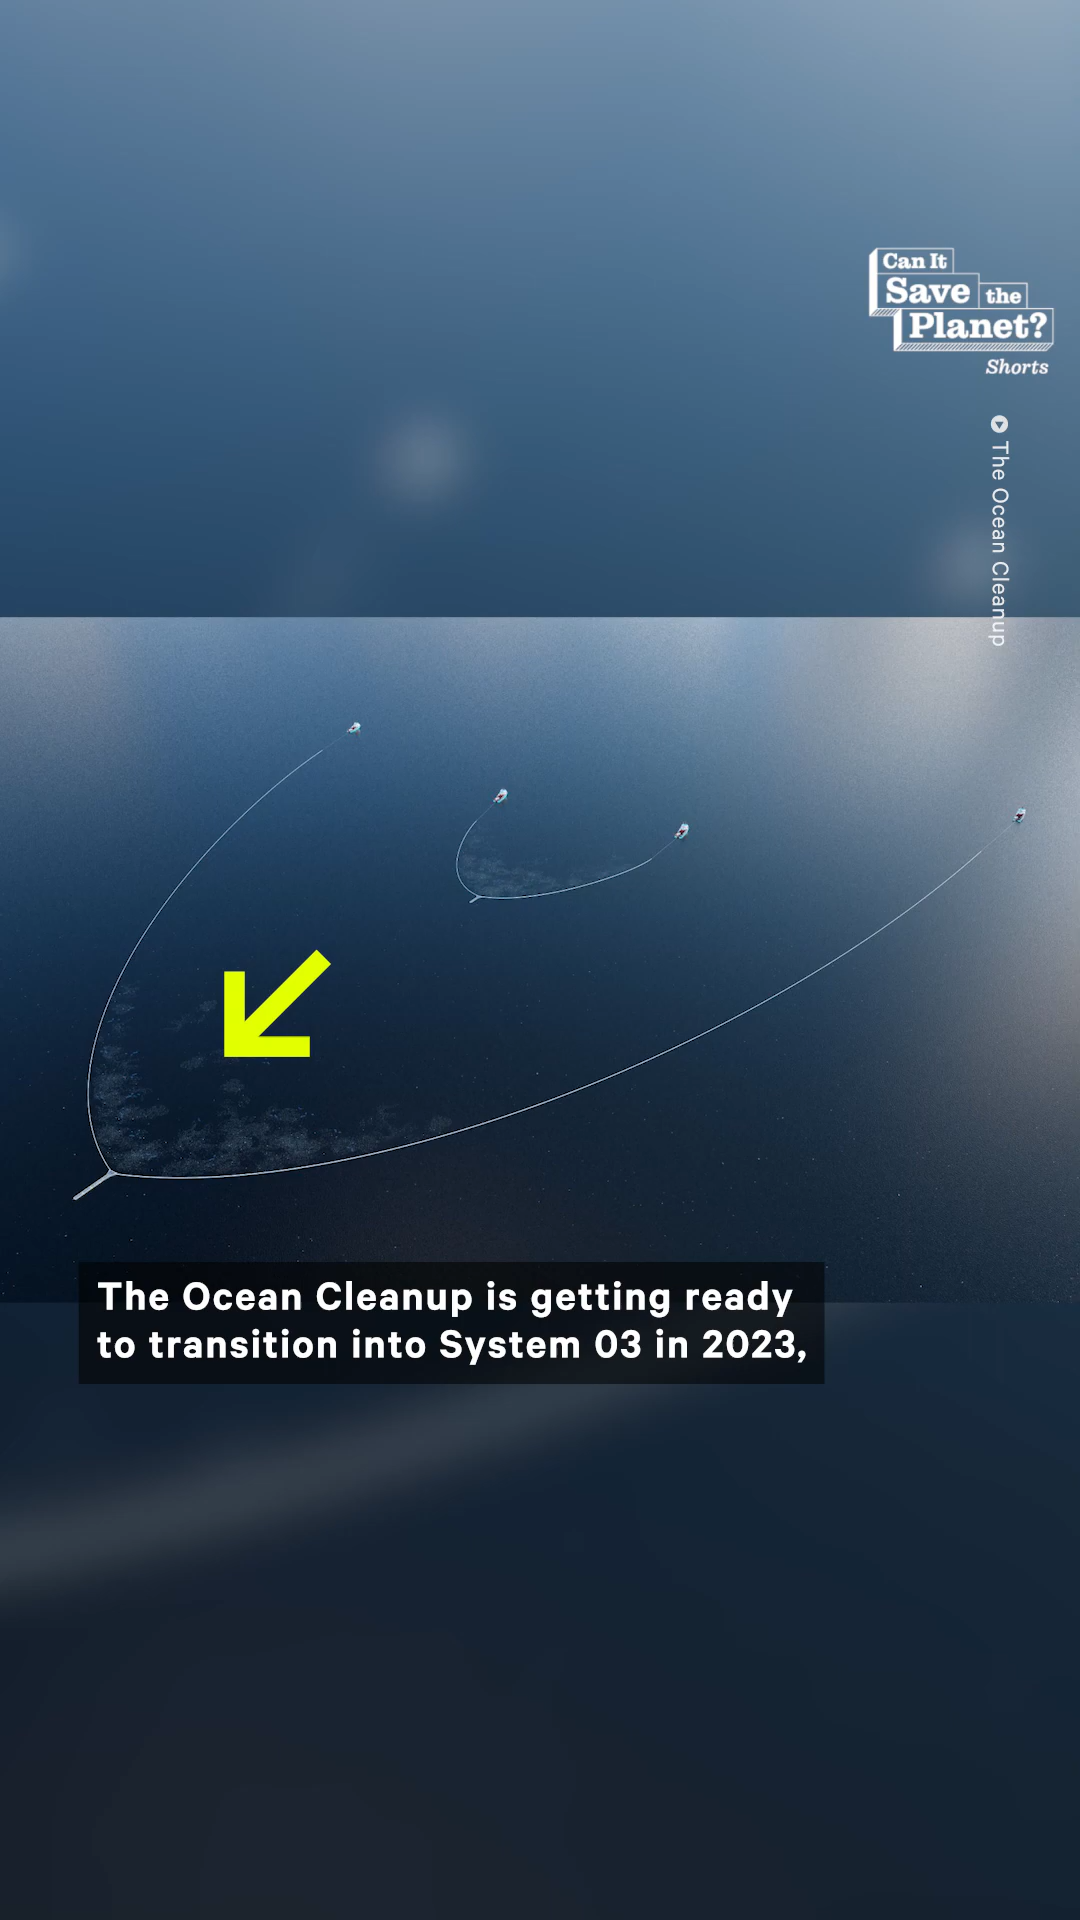 Can It
Save the
Planet?
Shorts
The Ocean Cleanup
The Ocean Cleanup is getting ready
to transition into System 03 in 2023,